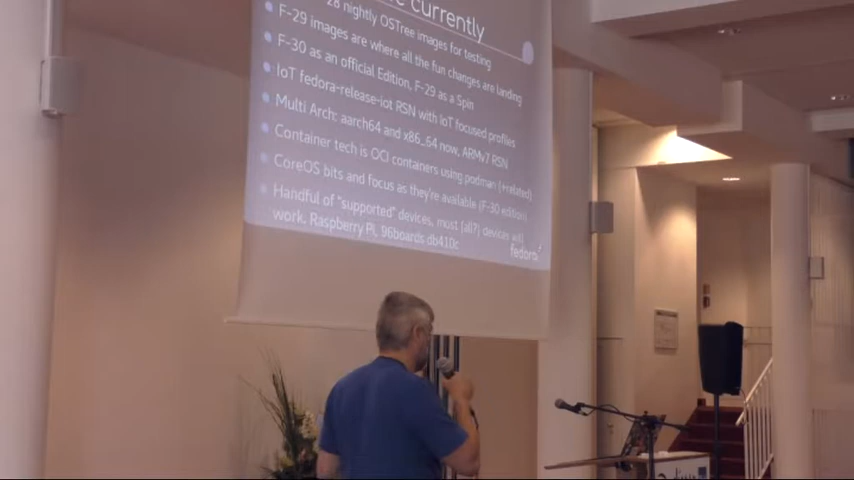 currently
28 nightly OSTree images for testing
F-29 images are where all the fun changes are landing
F-30 as an official Edition, F-29 as a Spin
IoT fedora-release-iot RSN with IoT focused profiles
Multi Arch: aarch64 and x86_64 now, ARMv7 RSN
Container tech is OCI containers using podman (+related)
CoreOS bits and focus as they're available (F-30 edition)
Handful of "supported" devices, most (all?) devices will
work. Raspberry Pi, 96boards db410c
fedora